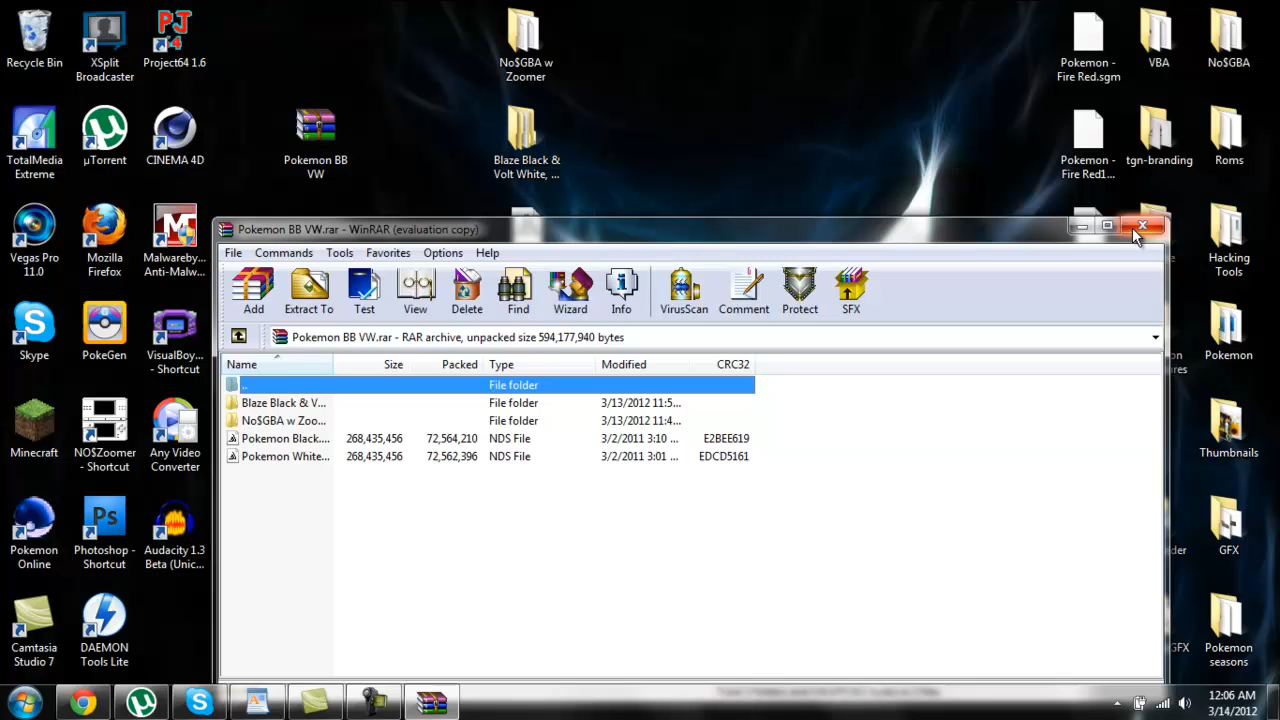 Recycle Bin
XSplit Broadcaster
Project64 1.6
No$GBA w Zoomer
Pokemon - Fire Red.sgm
VBA
No$GBA
TotalMedia Extreme
µTorrent
CINEMA 4D
Pokemon BB VW
Blaze Black & Volt White, ...
Pokemon - Fire Red1...
tgn-branding
Roms
Vegas Pro 11.0
Mozilla Firefox
Malwareby... Anti-Malw...
Hacking Tools
Skype
PokeGen
VisualBoy... - Shortcut
Pokemon
Minecraft
NO$Zoomer - Shortcut
Any Video Converter
Thumbnails
Pokemon Online
Photoshop - Shortcut
Audacity 1.3 Beta (Unic...
GFX
Camtasia Studio 7
DAEMON Tools Lite
Pokemon seasons
Pokemon BB VW.rar - WinRAR (evaluation copy)
File Commands Tools Favorites Options Help
Add Extract To Test View Delete Find Wizard Info VirusScan Comment Protect SFX
Pokemon BB VW.rar - RAR archive, unpacked size 594,177,940 bytes
Name Size Packed Type Modified CRC32
.. File folder
Blaze Black & V... File folder 3/13/2012 11:5...
No$GBA w Zoo... File folder 3/13/2012 11:4...
Pokemon Black.... 268,435,456 72,564,210 NDS File 3/2/2011 3:10 ... E2BEE619
Pokemon White... 268,435,456 72,562,396 NDS File 3/2/2011 3:01 ... EDCD5161
12:06 AM
3/14/2012